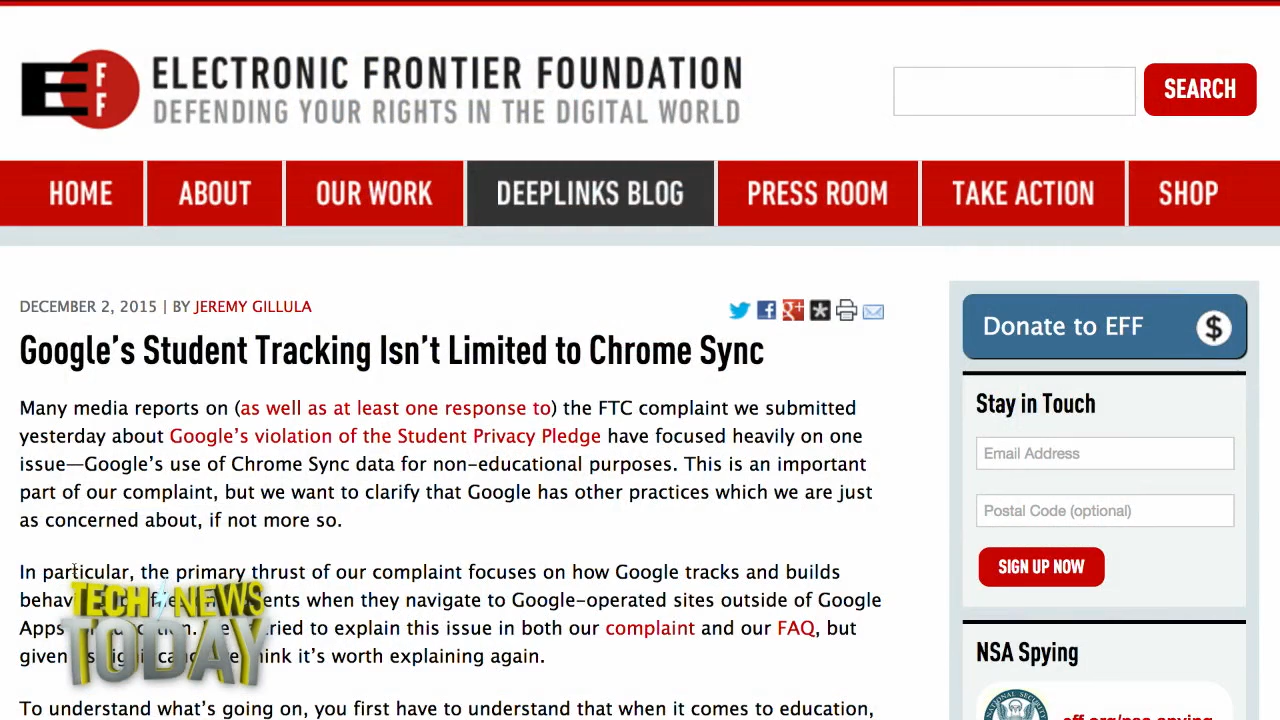 E F F
ELECTRONIC FRONTIER FOUNDATION
DEFENDING YOUR RIGHTS IN THE DIGITAL WORLD
SEARCH
HOME ABOUT OUR WORK DEEPLINKS BLOG PRESS ROOM TAKE ACTION SHOP
DECEMBER 2, 2015 | BY JEREMY GILLULA
Google's Student Tracking Isn't Limited to Chrome Sync
Many media reports on (as well as at least one response to) the FTC complaint we submitted
yesterday about Google's violation of the Student Privacy Pledge have focused heavily on one
issue—Google's use of Chrome Sync data for non-educational purposes. This is an important
part of our complaint, but we want to clarify that Google has other practices which we are just
as concerned about, if not more so.
In particular, the primary thrust of our complaint focuses on how Google tracks and builds
when they navigate to Google-operated sites outside of Google
Apps tried to explain this issue in both our complaint and our FAQ, but
given think it's worth explaining again.
To understand what's going on, you first have to understand that when it comes to education,
TECH NEWS
TODAY
Donate to EFF $
Stay in Touch
Email Address
Postal Code (optional)
SIGN UP NOW
NSA Spying
NATIONAL SECURITY
eff.org/nsa-spying